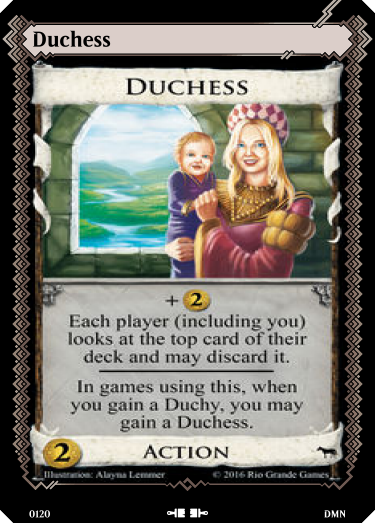 Duchess
DUCHESS
+ 2
Each player (including you)
looks at the top card of their
deck and may discard it.
In games using this, when
you gain a Duchy, you may
gain a Duchess.
2 ACTION
Illustration: Alayna Lemmer © 2016 Rio Grande Games
0120 DMN